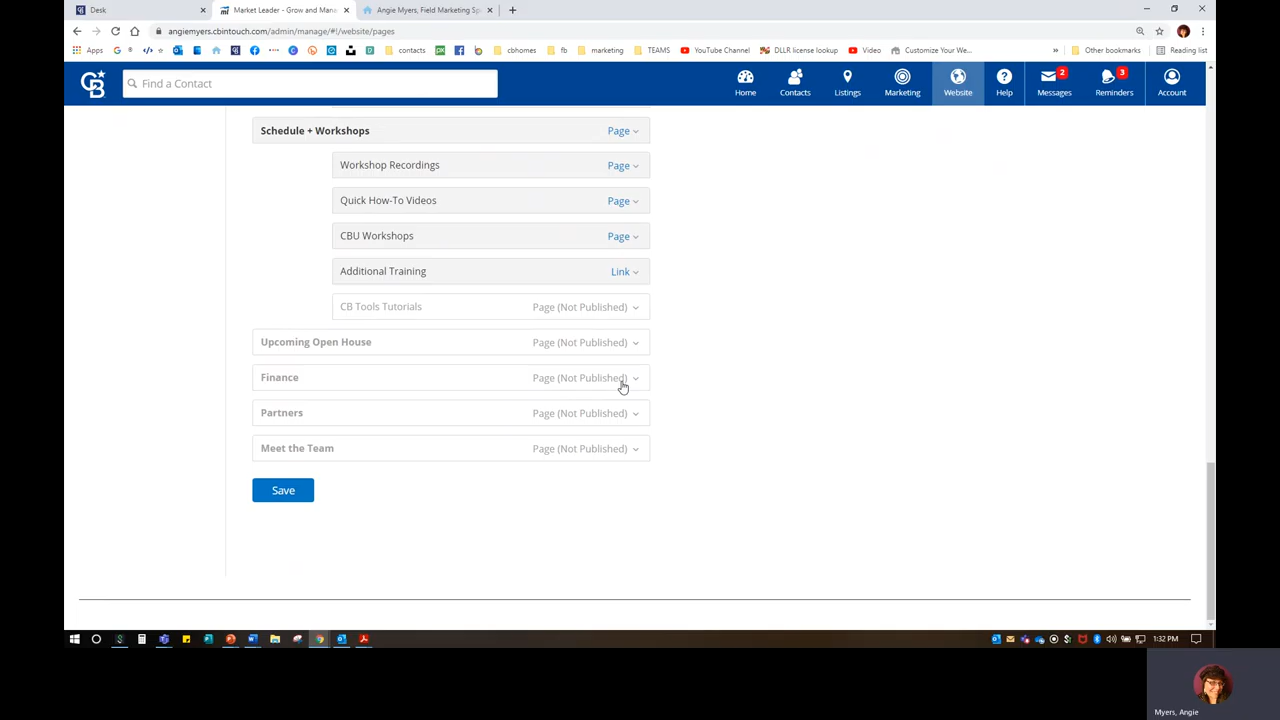 Desk
Market Leader - Grow and Man
Angie Myers, Field Marketing Sp
angiemyers.cbintouch.com/admin/manage/#!/website/pages
Apps
contacts
cbhomes
fb
marketing
TEAMS
YouTube Channel
DLLR license lookup
Video
Customize Your We...
Other bookmarks
Reading list
CB
Find a Contact
Home
Contacts
Listings
Marketing
Website
Help
2
Messages
3
Reminders
Account
Schedule + Workshops Page
Workshop Recordings Page
Quick How-To Videos Page
CBU Workshops Page
Additional Training Link
CB Tools Tutorials Page (Not Published)
Upcoming Open House Page (Not Published)
Finance Page (Not Published)
Partners Page (Not Published)
Meet the Team Page (Not Published)
Save
1:32 PM
Myers, Angie